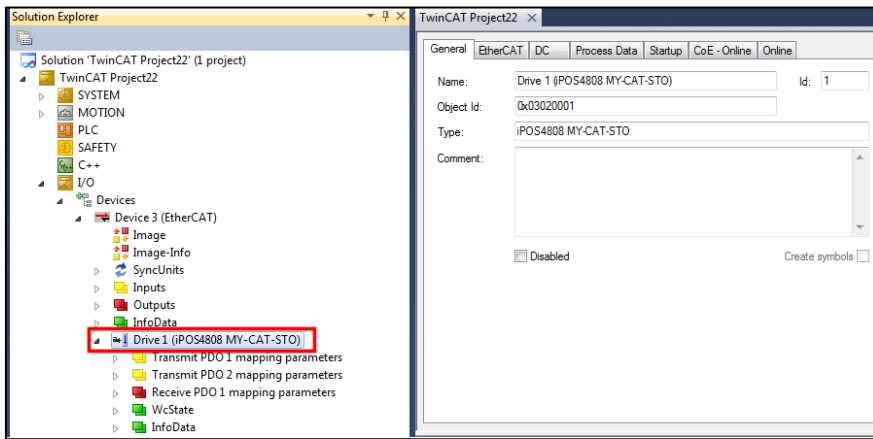 Solution Explorer
Solution 'TwinCAT Project22' (1 project)
TwinCAT Project22
SYSTEM
MOTION
PLC
SAFETY
C++
I/O
Devices
Device 3 (EtherCAT)
Image
Image-Info
SyncUnits
Inputs
Outputs
InfoData
Drive 1 (iPOS4808 MY-CAT-STO)
Transmit PDO 1 mapping parameters
Transmit PDO 2 mapping parameters
Receive PDO 1 mapping parameters
WcState
InfoData
TwinCAT Project22
General EtherCAT DC Process Data Startup CoE - Online Online
Name: Drive 1 (iPOS4808 MY-CAT-STO) Id: 1
Object Id: 0x03020001
Type: iPOS4808 MY-CAT-STO
Comment:
Disabled Create symbols